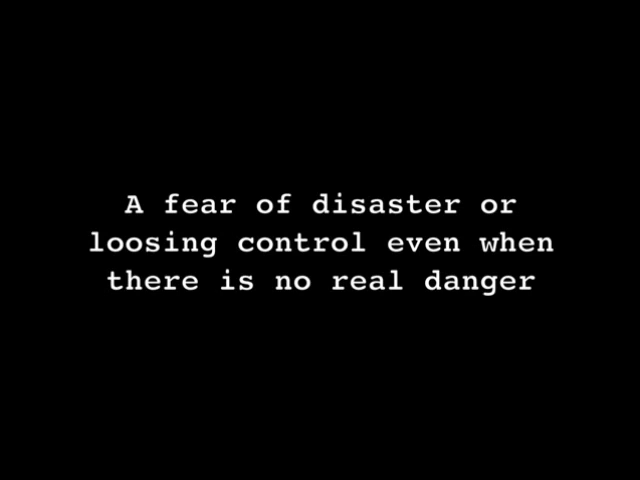 A fear of disaster or
loosing control even when
there is no real danger